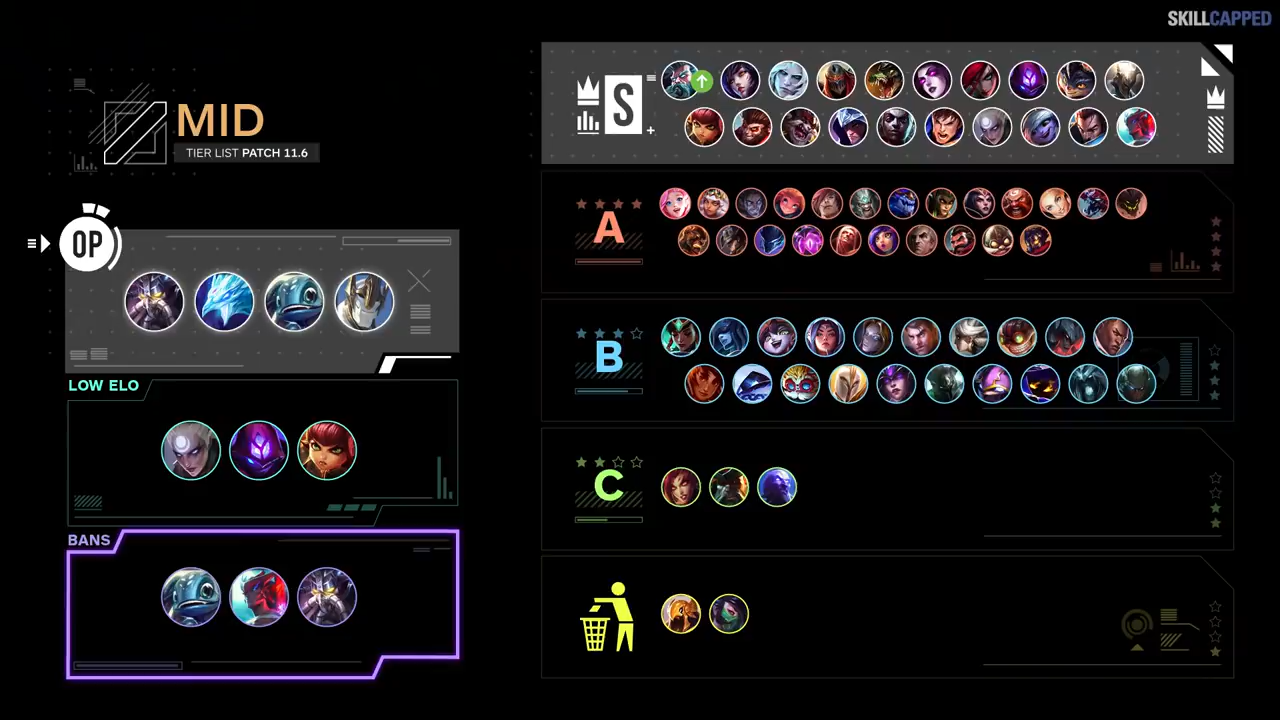 SKILLCAPPED
MID
TIER LIST PATCH 11.6
OP
LOW ELO
BANS
S
A
B
C